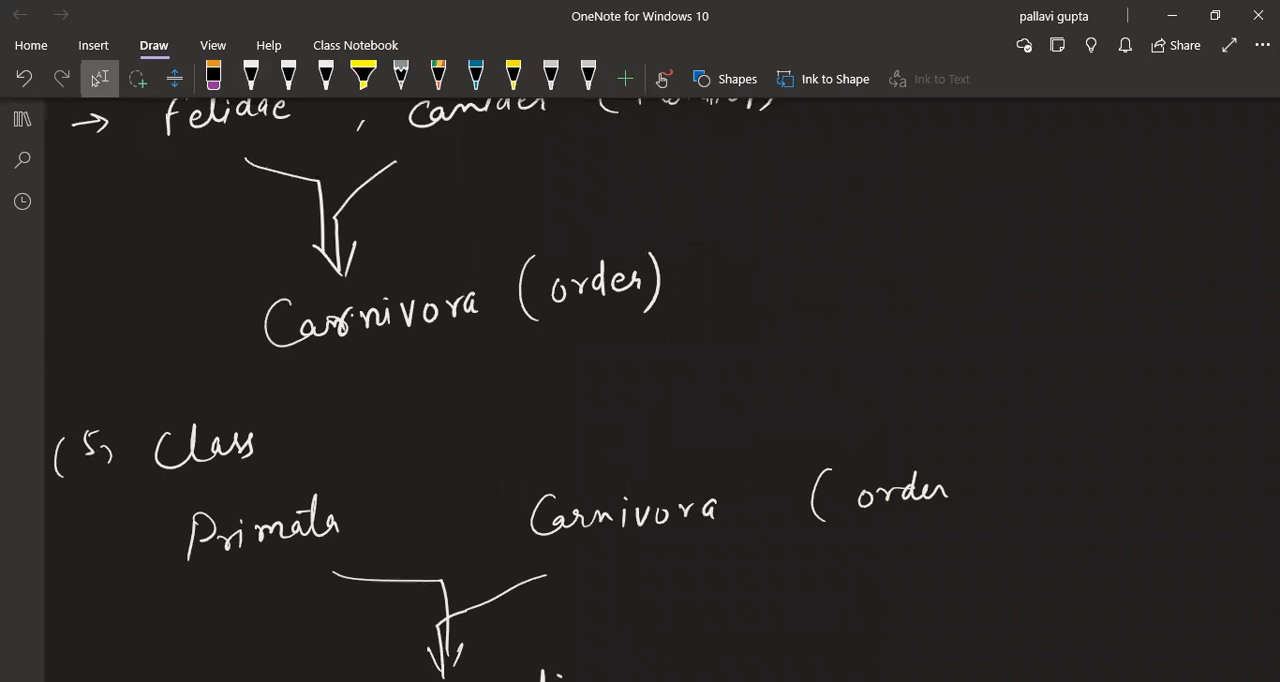 OneNote for Windows 10
pallavi gupta
Home Insert Draw View Help Class Notebook
Share
Shapes Ink to Shape Ink to Text
→ felidae ,
Carnivora (order)
(5) Class
Primata Carnivora (order